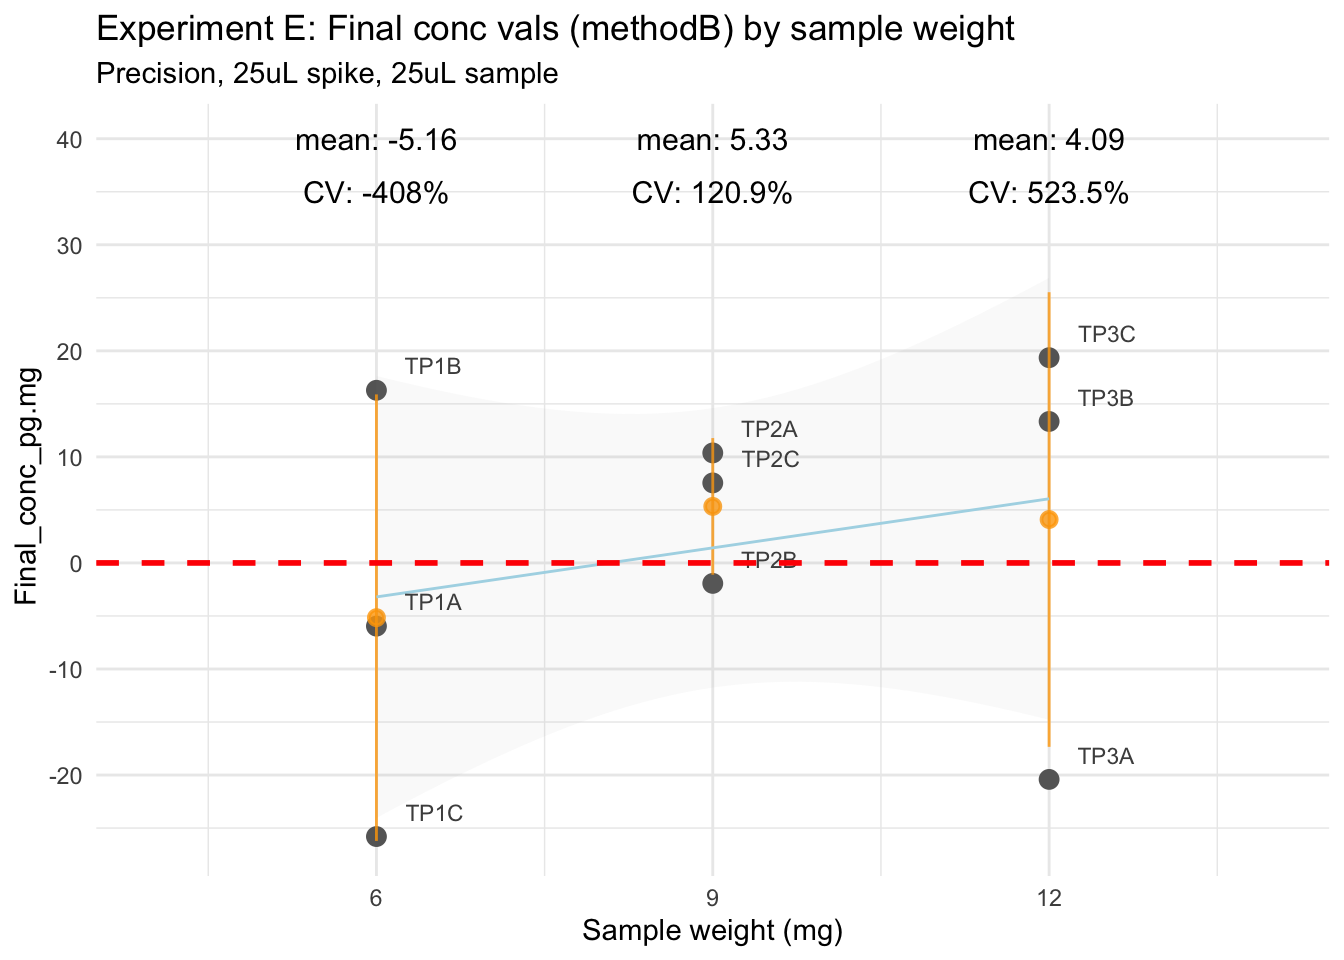 Experiment E: Final conc vals (methodB) by sample weight
Precision, 25uL spike, 25uL sample
mean: -5.16 mean: 5.33 mean: 4.09
CV: -408% CV: 120.9% CV: 523.5%
40
30
20
10
0
-10
-20
Final_conc_pg.mg
TP3C
TP1B
TP3B
TP2A
TP2C
TP2B
TP1A
TP3A
TP1C
6 9 12
Sample weight (mg)